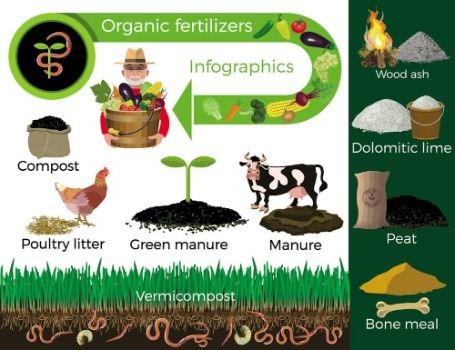 Organic fertilizers
Infographics
Compost
Poultry litter
Green manure
Manure
Vermicompost
Wood ash
Dolomitic lime
Peat
Bone meal